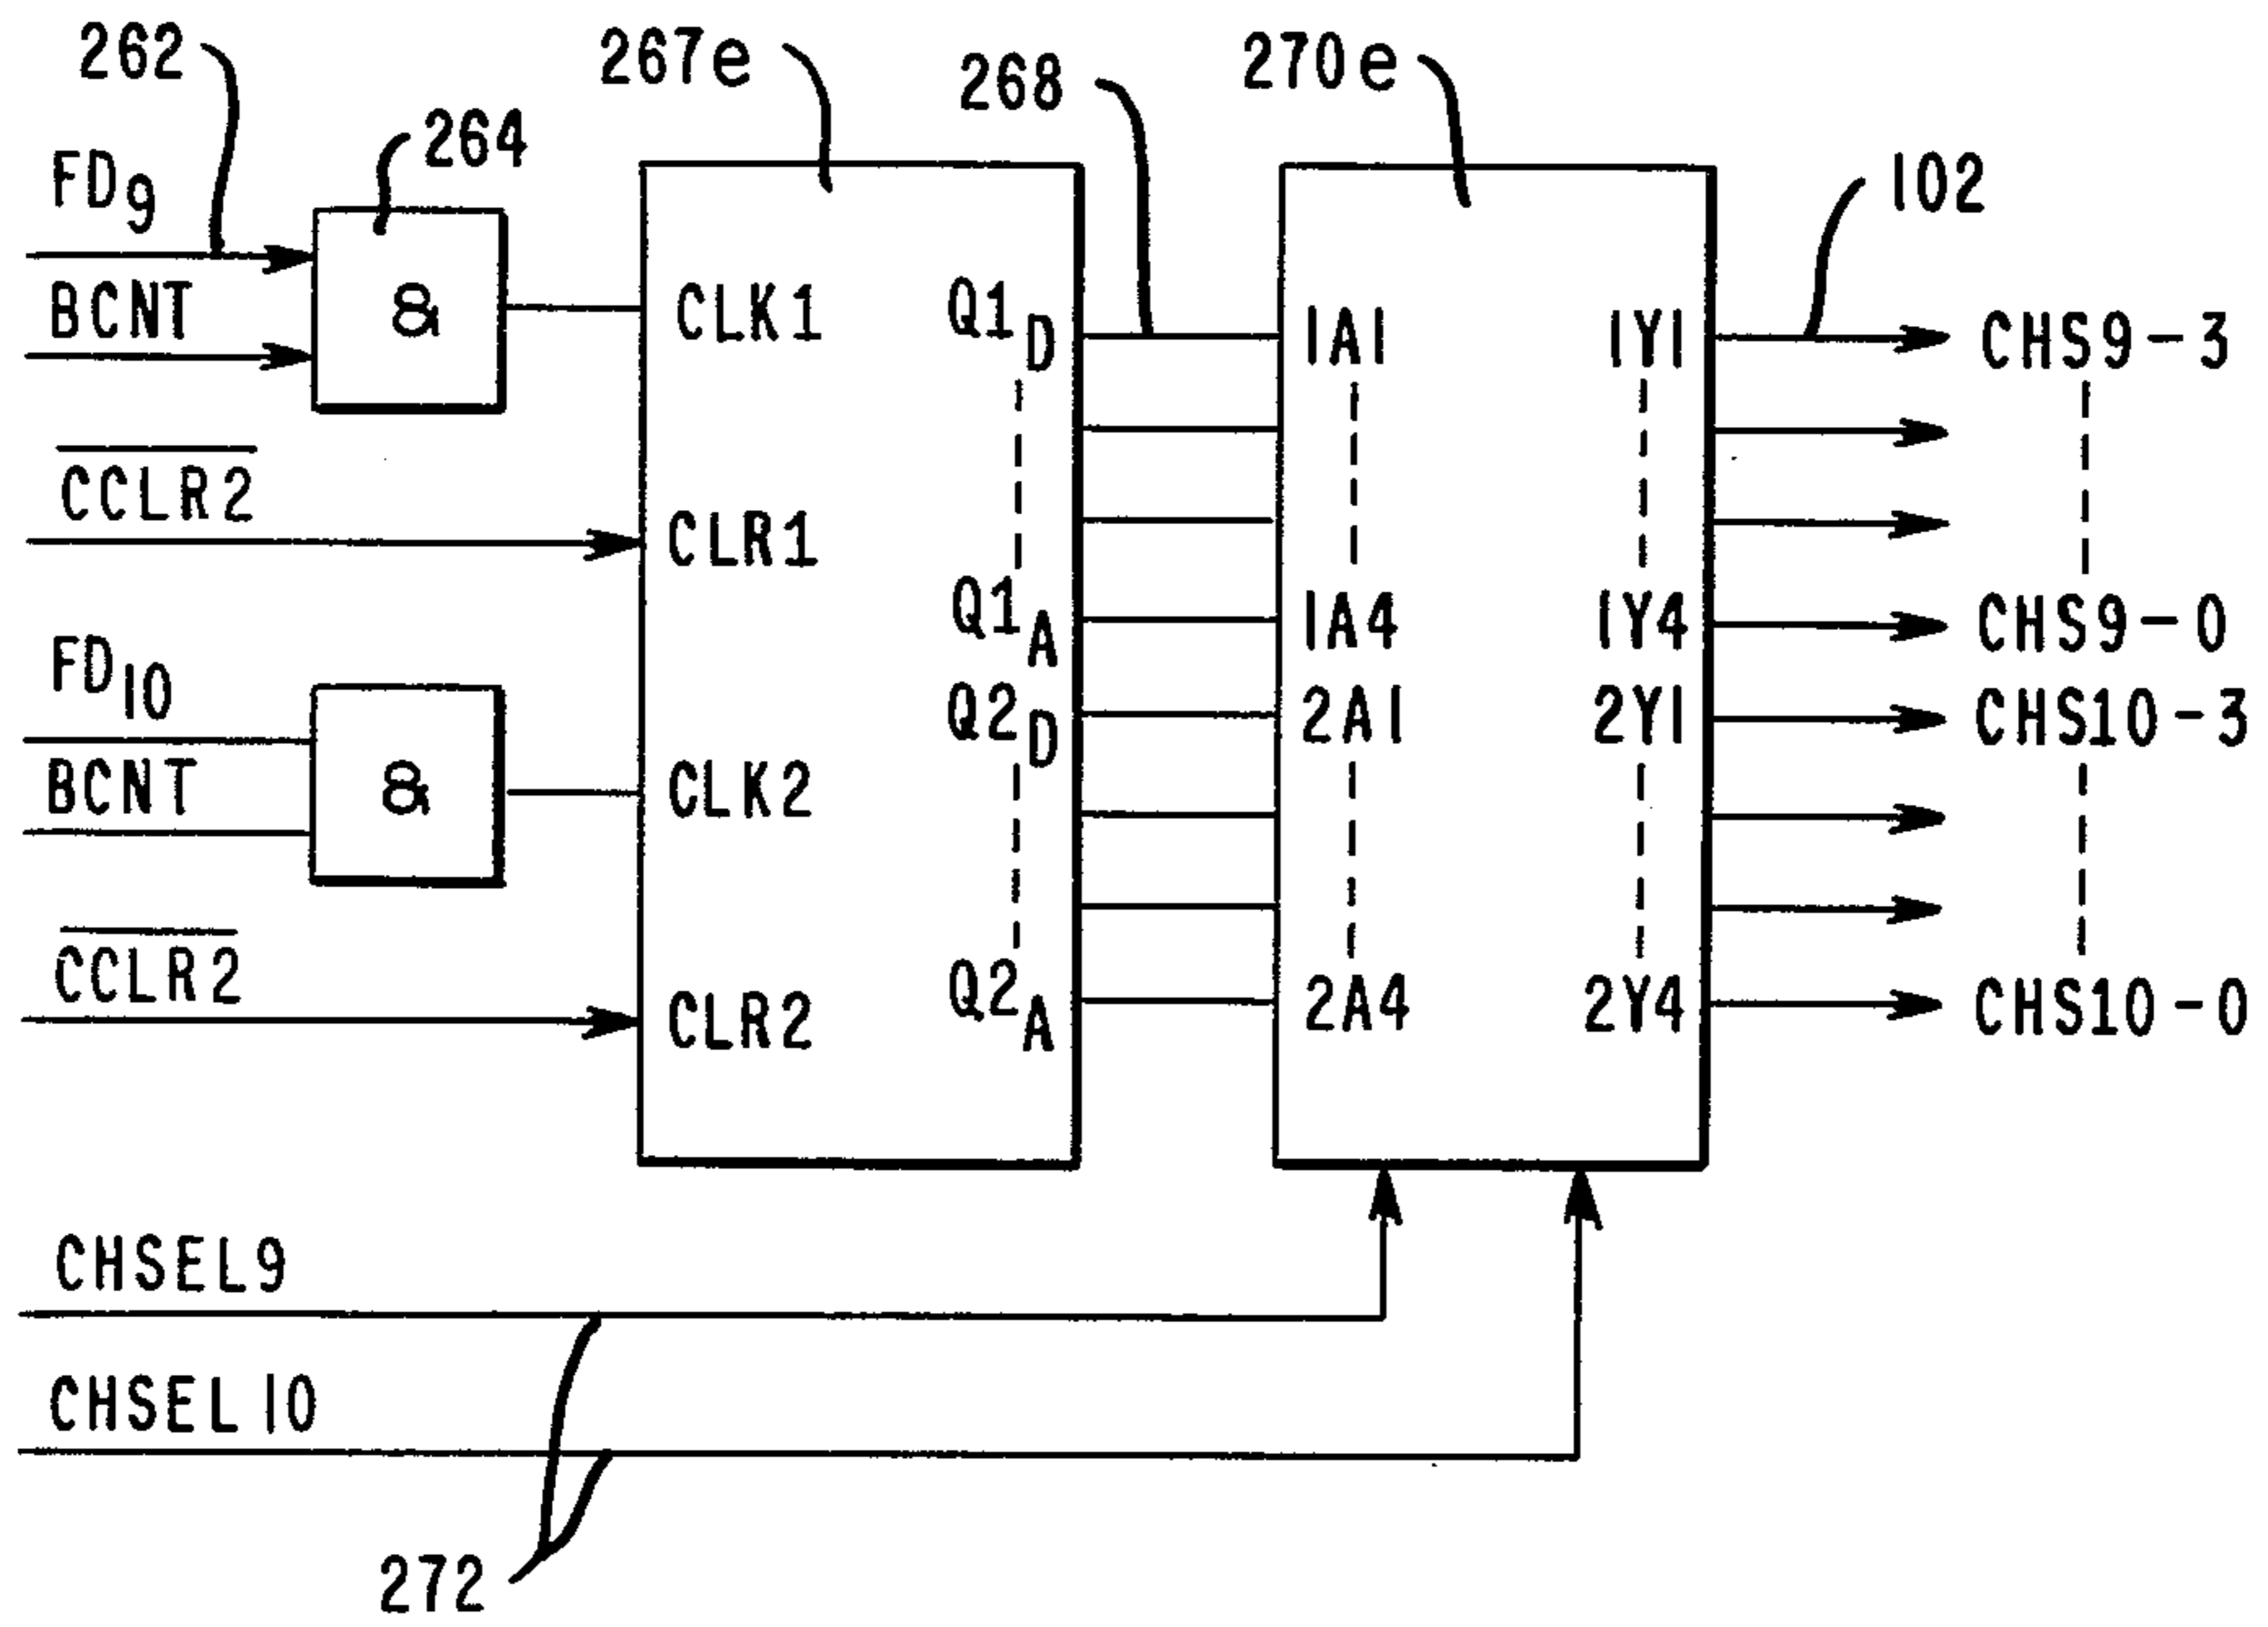 262
267e
268
270e
264
102
FD9
BCNT
&
CLK1
Q1D
1A1
1Y1
CHS9-3
CCLR2
CLR1
Q1A
1A4
1Y4
CHS9-0
FD10
BCNT
&
CLK2
Q2D
2A1
2Y1
CHS10-3
CCLR2
CLR2
Q2A
2A4
2Y4
CHS10-0
CHSEL9
CHSEL10
272